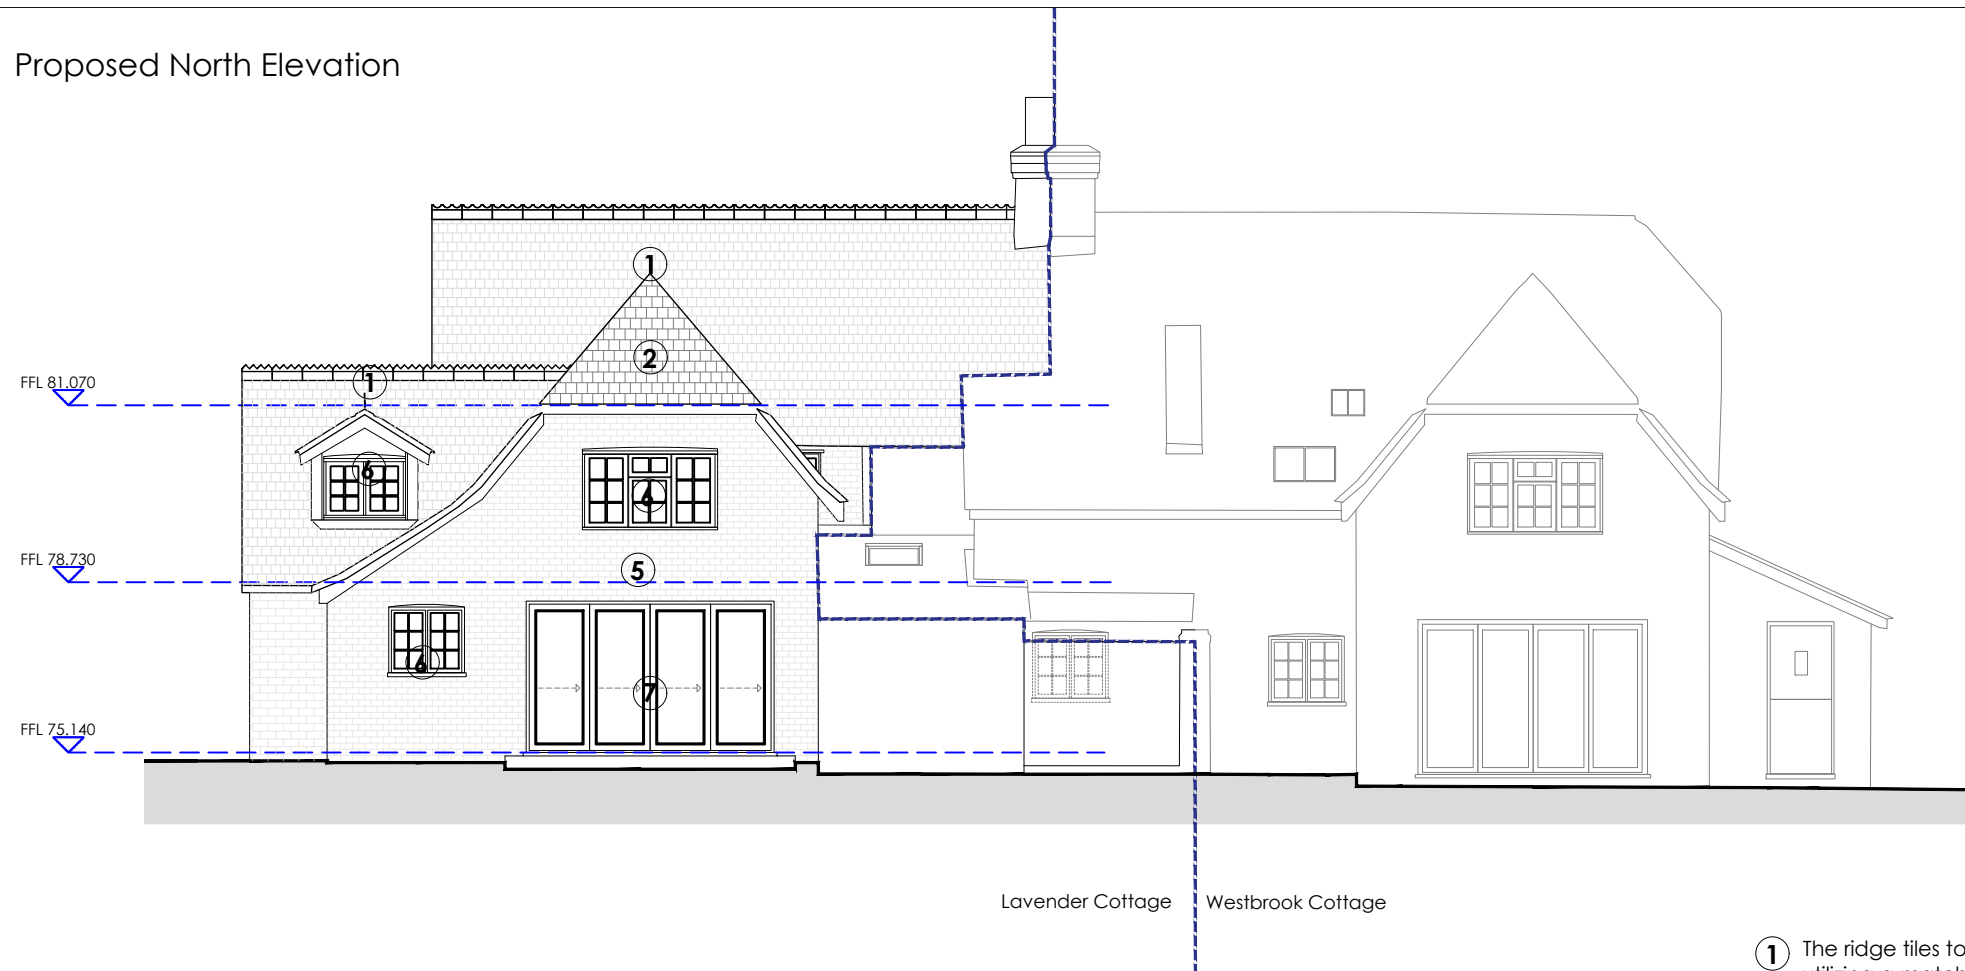 Proposed North Elevation
1
2
FFL 81.070
1
6
6
FFL 78.730
5
6
7
FFL 75.140
Lavender Cottage
Westbrook Cottage
1 The ridge tiles to